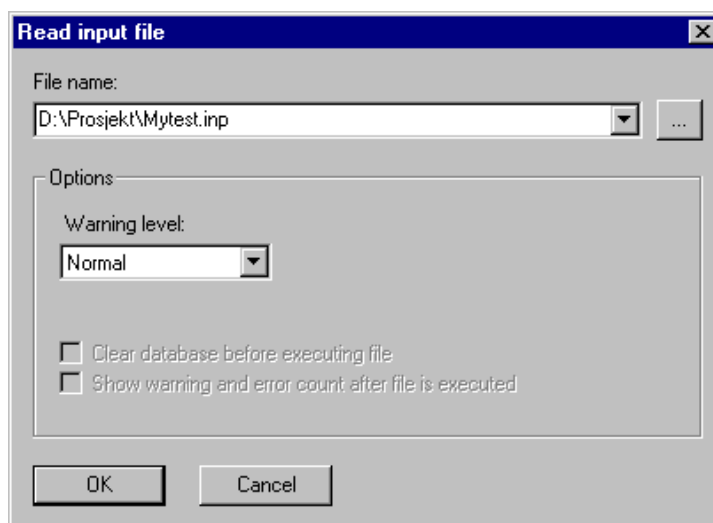 Read input file
File name:
D:\Prosjekt\Mytest.inp
...
Options
Warning level:
Normal
Clear database before executing file
Show warning and error count after file is executed
OK Cancel